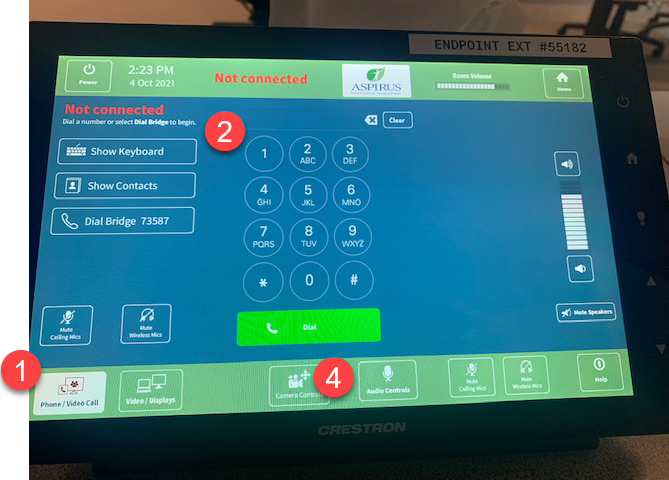 ENDPOINT EXT #55182
Power
2:23 PM
4 Oct 2021
Not connected
ASPIRUS
Room Volume
Home
Not connected
Dial a number or select Dial Bridge to begin.
2
Clear
Show Keyboard
Show Contacts
Dial Bridge 73587
1
2
ABC
3
DEF
4
GHI
5
JKL
6
MNO
7
PQRS
8
TUV
9
WXYZ
*
0
#
Dial
Mute
Ceiling Mics
Mute
Wireless Mics
Mute Speakers
1
Phone / Video Call
Video / Displays
Camera Controls
4
Audio Controls
Mute
Ceiling Mics
Mute
Wireless Mics
Help
CRESTRON